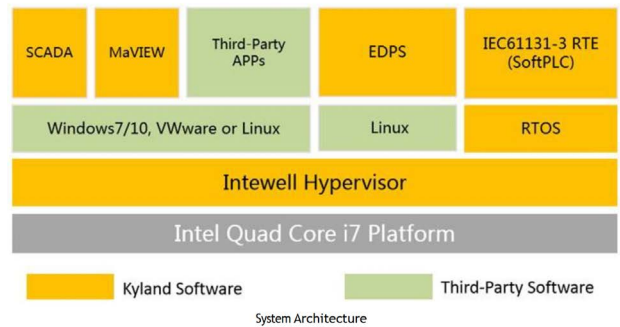 SCADA
MaVIEW
Third-Party
APPs
EDPS
IEC61131-3 RTE
(SoftPLC)
Windows7/10, VWware or Linux
Linux
RTOS
Intewell Hypervisor
Intel Quad Core i7 Platform
Kyland Software
Third-Party Software
System Architecture